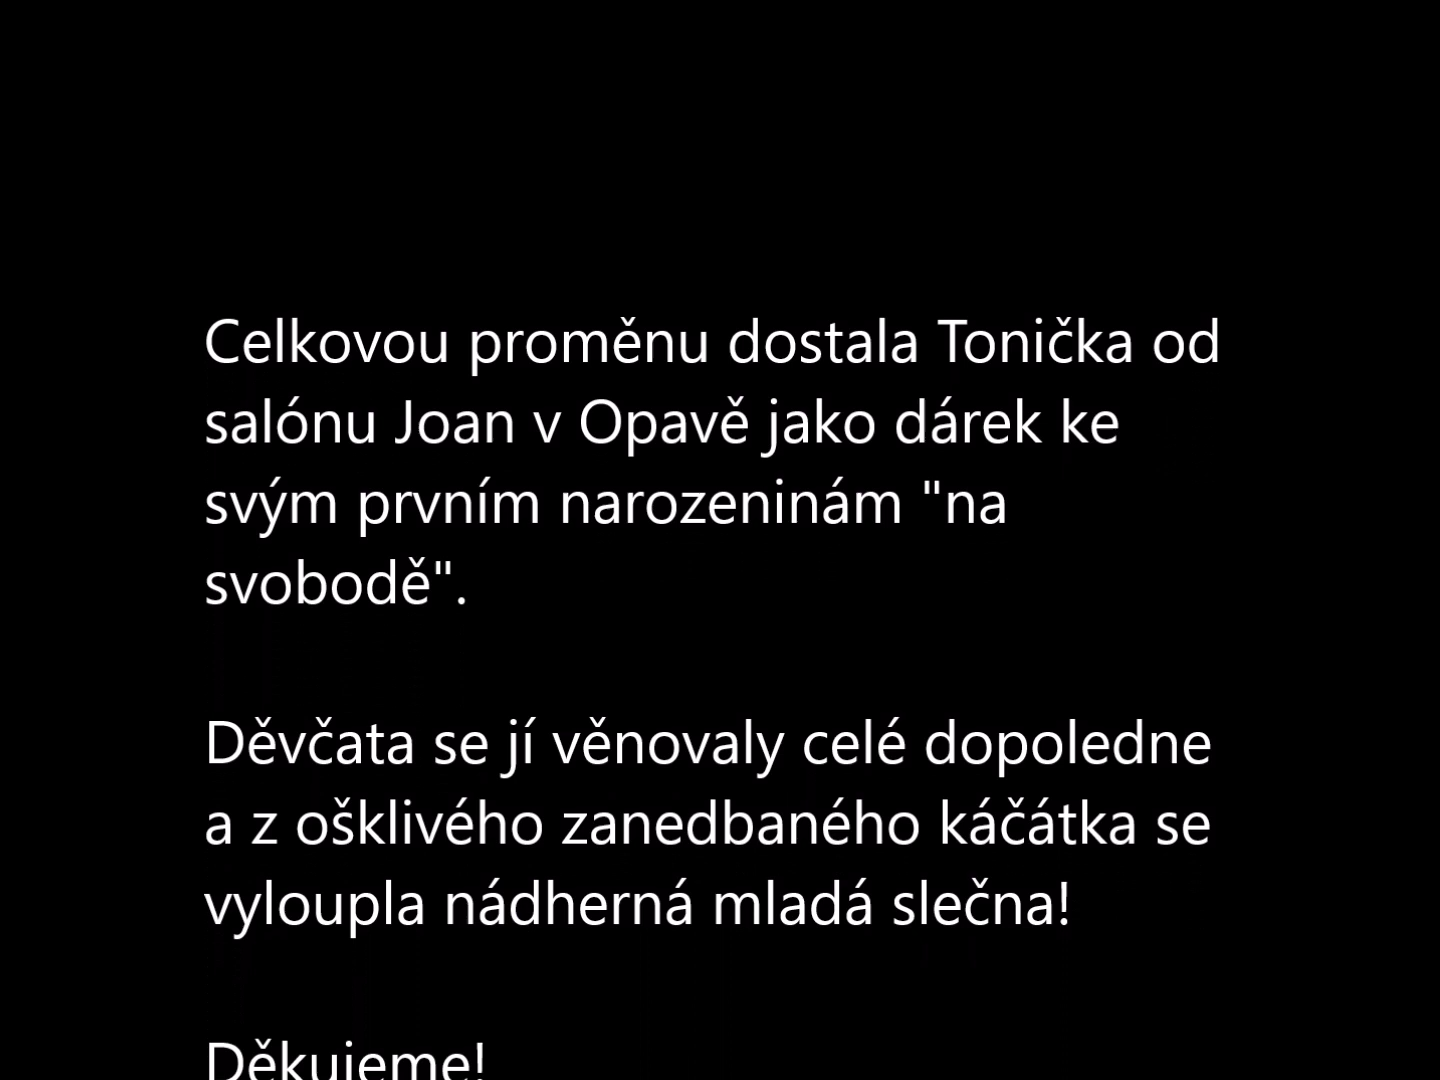 Celkovou proměnu dostala Tonička od
salónu Joan v Opavě jako dárek ke
svým prvním narozeninám "na
svobodě".
Děvčata se jí věnovaly celé dopoledne
a z ošklivého zanedbaného káčátka se
vyloupla nádherná mladá slečna!
Děkujeme!